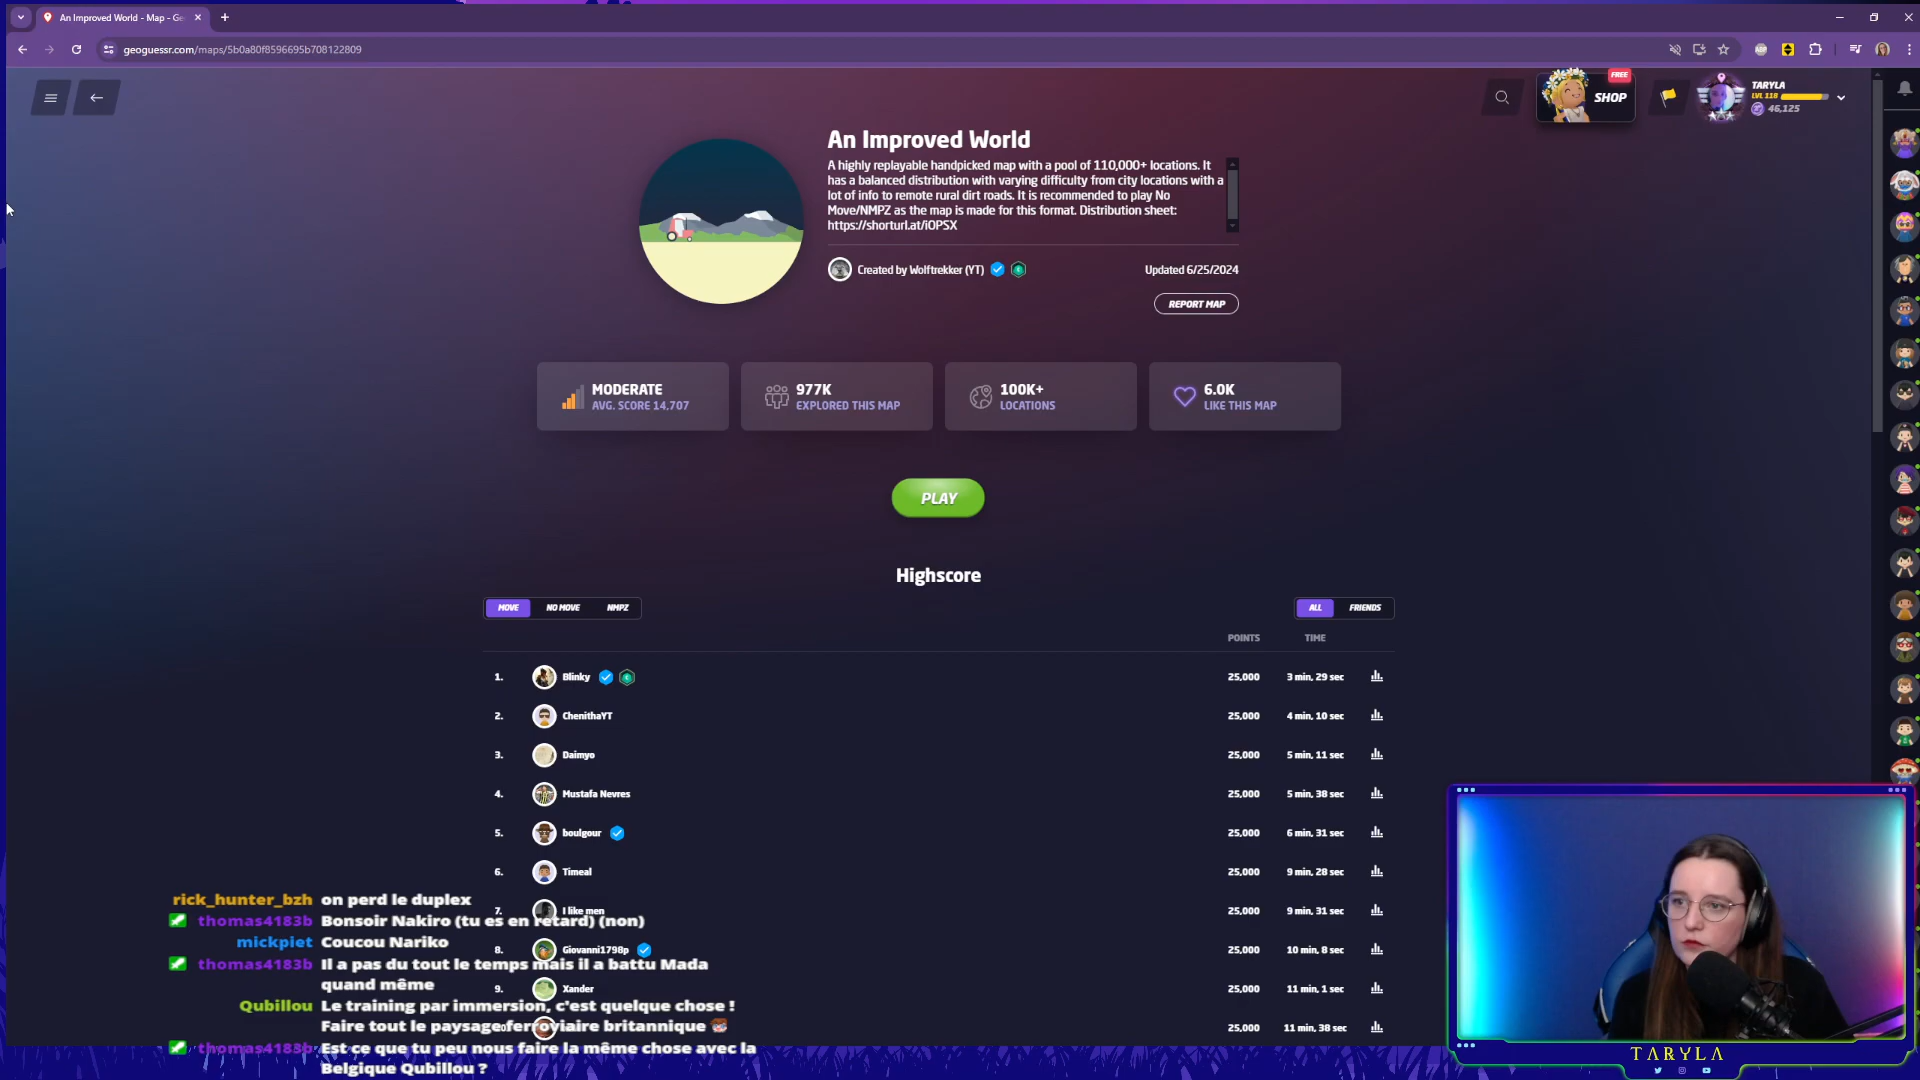 An Improved World - Map - Ge
geoguessr.com/maps/5b0a80f8596695b708122809
FREE
SHOP
TARYLA
LVL 118
46,125
An Improved World
A highly replayable handpicked map with a pool of 110,000+ locations. It
has a balanced distribution with varying difficulty from city locations with a
lot of info to remote rural dirt roads. It is recommended to play No
Move/NMPZ as the map is made for this format. Distribution sheet:
https://shorturl.at/iOPSX
Created by Wolftrekker (YT)
Updated 6/25/2024
REPORT MAP
MODERATE
AVG. SCORE 14,707
977K
EXPLORED THIS MAP
100K+
LOCATIONS
6.0K
LIKE THIS MAP
PLAY
Highscore
MOVE NO MOVE NMPZ
ALL FRIENDS
POINTS TIME
1. Blinky 25,000 3 min, 29 sec
2. ChenithaYT 25,000 4 min, 10 sec
3. Daimyo 25,000 5 min, 11 sec
4. Mustafa Nevres 25,000 5 min, 38 sec
5. boulgour 25,000 6 min, 31 sec
6. Timeal 25,000 9 min, 28 sec
7. I like men 25,000 9 min, 31 sec
8. Giovanni1798p 25,000 10 min, 8 sec
9. Xander 25,000 11 min, 1 sec
25,000 11 min, 38 sec
rick_hunter_bzh on perd le duplex
thomas4183b Bonsoir Nakiro (tu es en retard) (non)
mickpiet Coucou Nariko
thomas4183b Il a pas du tout le temps mais il a battu Mada
quand même
Qubillou Le training par immersion, c'est quelque chose !
Faire tout le paysage ferroviaire britannique
thomas4183b Est ce que tu peu nous faire la même chose avec la
Belgique Qubillou ?
TARYLA